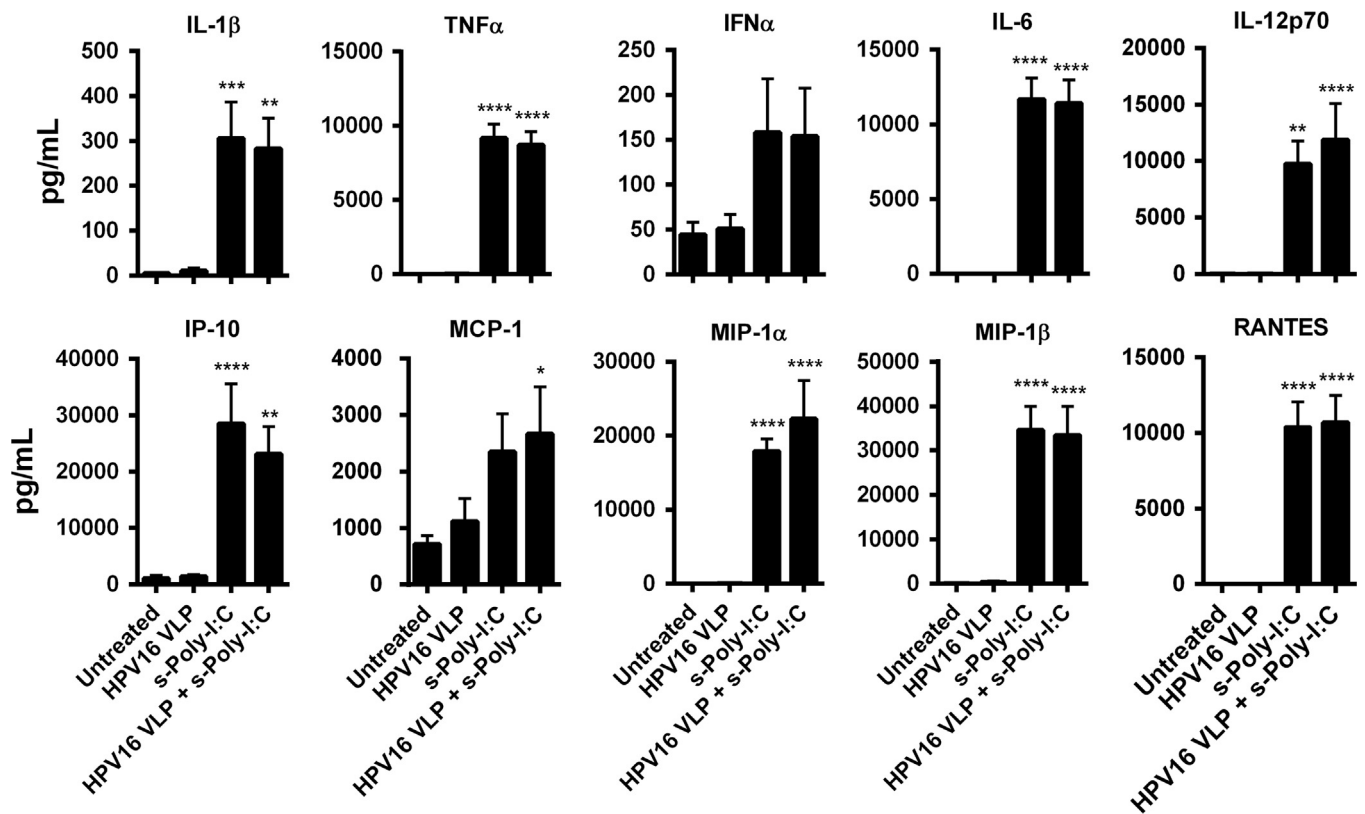 IL-1β
TNFα
IFNα
IL-6
IL-12p70
pg/mL
500
400
300
200
100
0
***
**
15000
10000
5000
0
****
****
250
200
150
100
50
0
15000
10000
5000
0
****
****
20000
15000
10000
5000
0
**
****
IP-10
MCP-1
MIP-1α
MIP-1β
RANTES
pg/mL
40000
30000
20000
10000
0
****
**
4000
3000
2000
1000
0
*
30000
20000
10000
0
****
****
50000
40000
30000
20000
10000
0
****
****
15000
10000
5000
0
****
****
Untreated
HPV16 VLP
s-Poly-I:C
HPV16 VLP + s-Poly-I:C
Untreated
HPV16 VLP
s-Poly-I:C
HPV16 VLP + s-Poly-I:C
Untreated
HPV16 VLP
s-Poly-I:C
HPV16 VLP + s-Poly-I:C
Untreated
HPV16 VLP
s-Poly-I:C
HPV16 VLP + s-Poly-I:C
Untreated
HPV16 VLP
s-Poly-I:C
HPV16 VLP + s-Poly-I:C